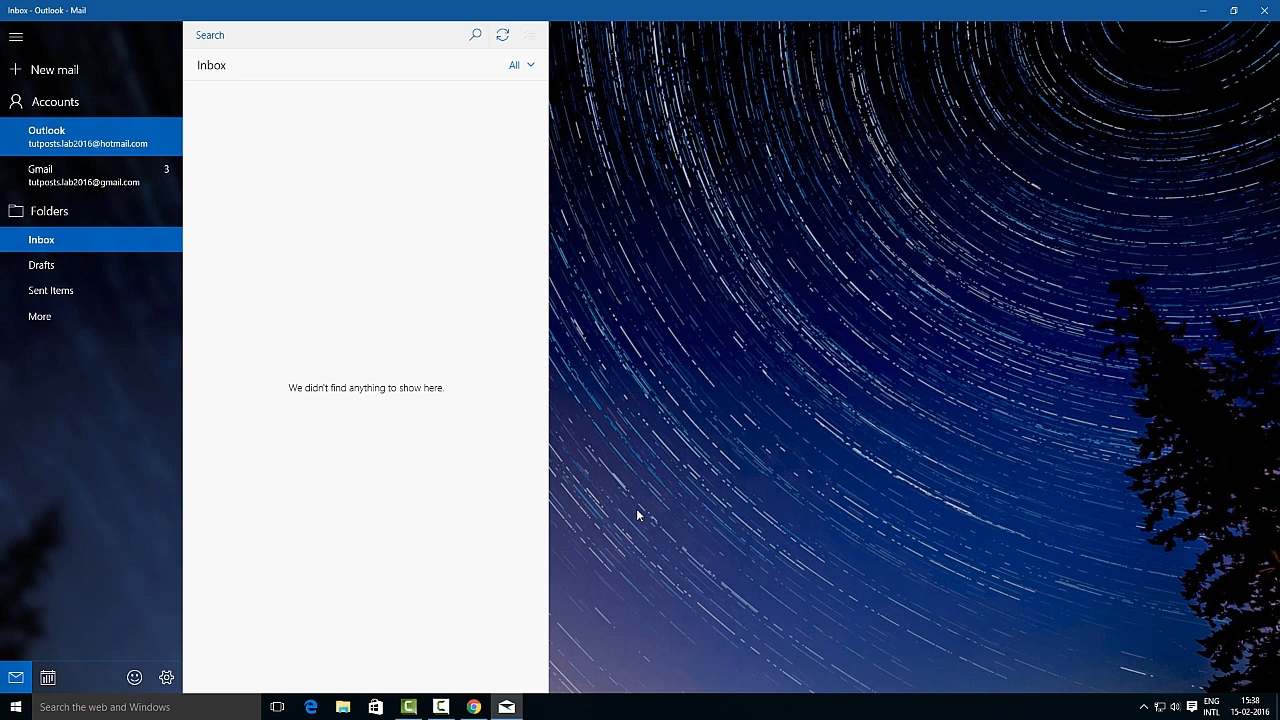 Inbox - Outlook - Mail
Search
New mail
Inbox
All
Accounts
Outlook
tutposts.lab2016@hotmail.com
Gmail
3
tutposts.lab2016@gmail.com
Folders
Inbox
Drafts
Sent Items
More
We didn't find anything to show here.
Search the web and Windows
ENG
INTL
15:38
15-02-2016